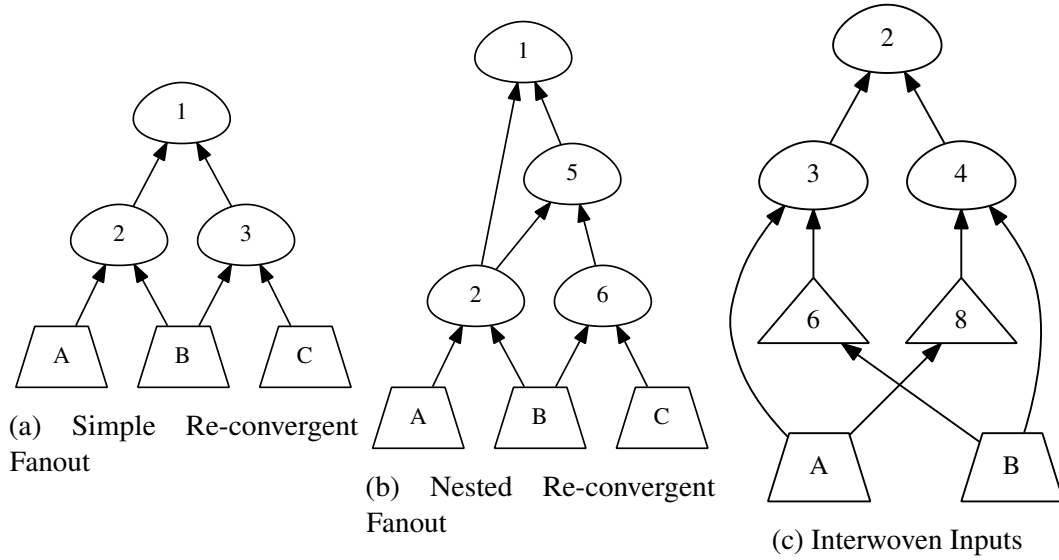 1
2 3
A B C
(a) Simple Re-convergent
Fanout
1
5
2 6
A B C
(b) Nested Re-convergent
Fanout
2
3 4
6 8
A B
(c) Interwoven Inputs